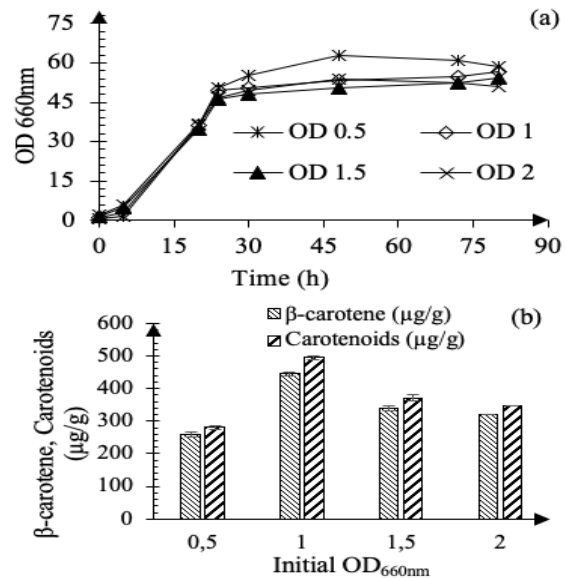 (a)
OD 660nm
75
60
45
30
15
0
OD 0.5
OD 1
OD 1.5
OD 2
0 15 30 45 60 75 90
Time (h)
(b)
β-carotene (µg/g)
Carotenoids (µg/g)
β-carotene, Carotenoids
(µg/g)
600
500
400
300
200
100
0
0,5 1 1,5 2
Initial OD660nm